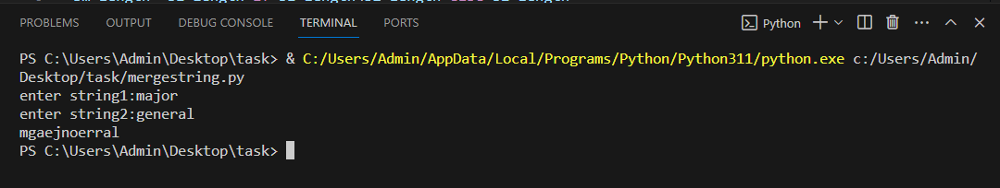 PROBLEMS OUTPUT DEBUG CONSOLE TERMINAL PORTS Python
PS C:\Users\Admin\Desktop\task> & C:/Users/Admin/AppData/Local/Programs/Python/Python311/python.exe c:/Users/Admin/
Desktop/task/mergestring.py
enter string1:major
enter string2:general
mgaejnoerral
PS C:\Users\Admin\Desktop\task>